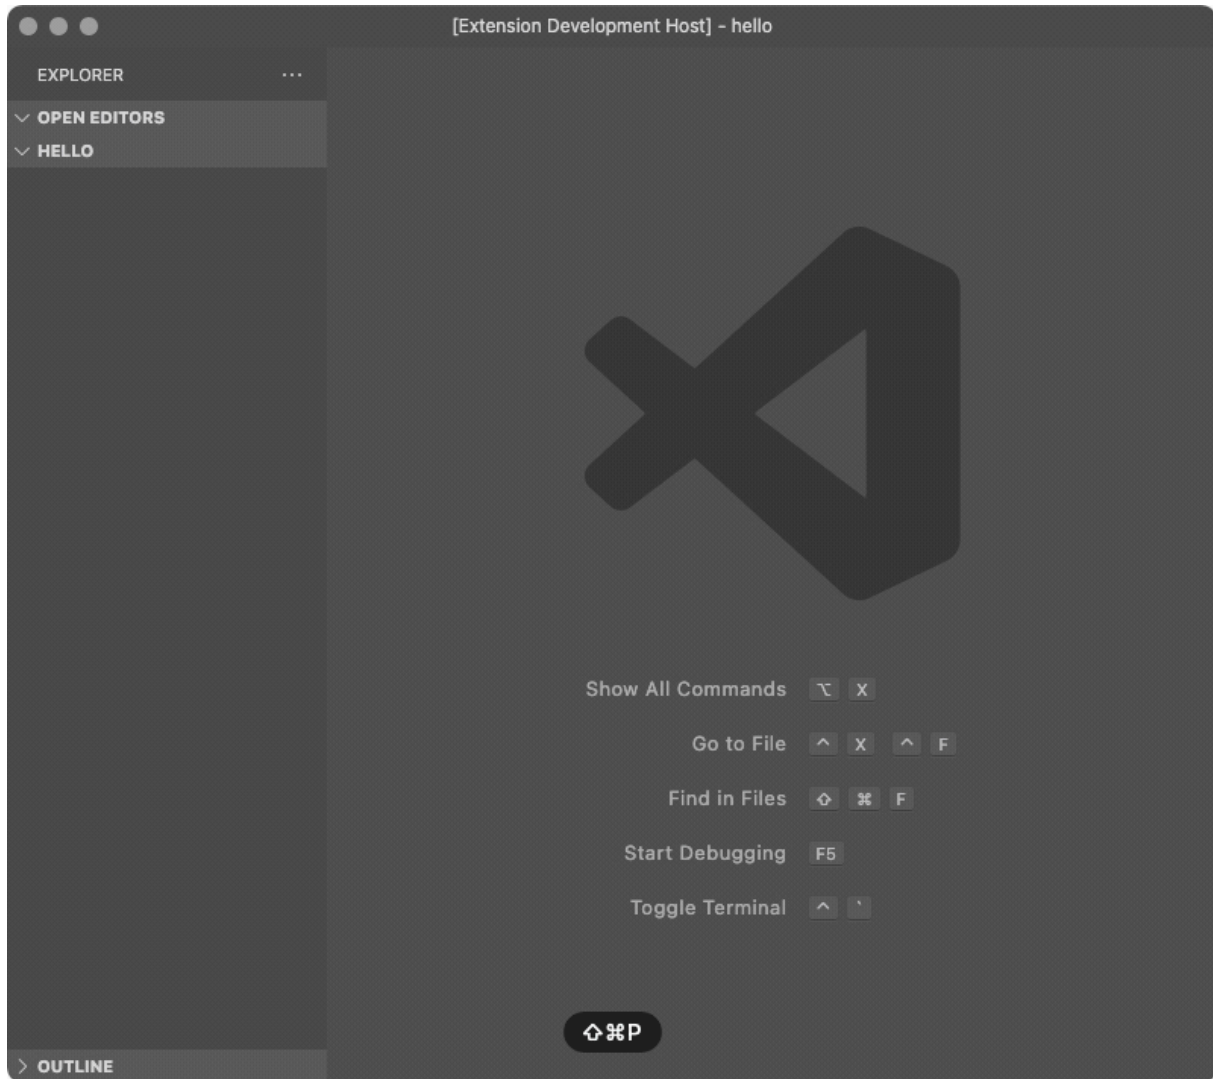 [Extension Development Host] - hello
EXPLORER ···
OPEN EDITORS
HELLO
Show All Commands ⌥ X
Go to File ^ X ^ F
Find in Files ⇧ ⌘ F
Start Debugging F5
Toggle Terminal ^ `
⇧⌘P
OUTLINE